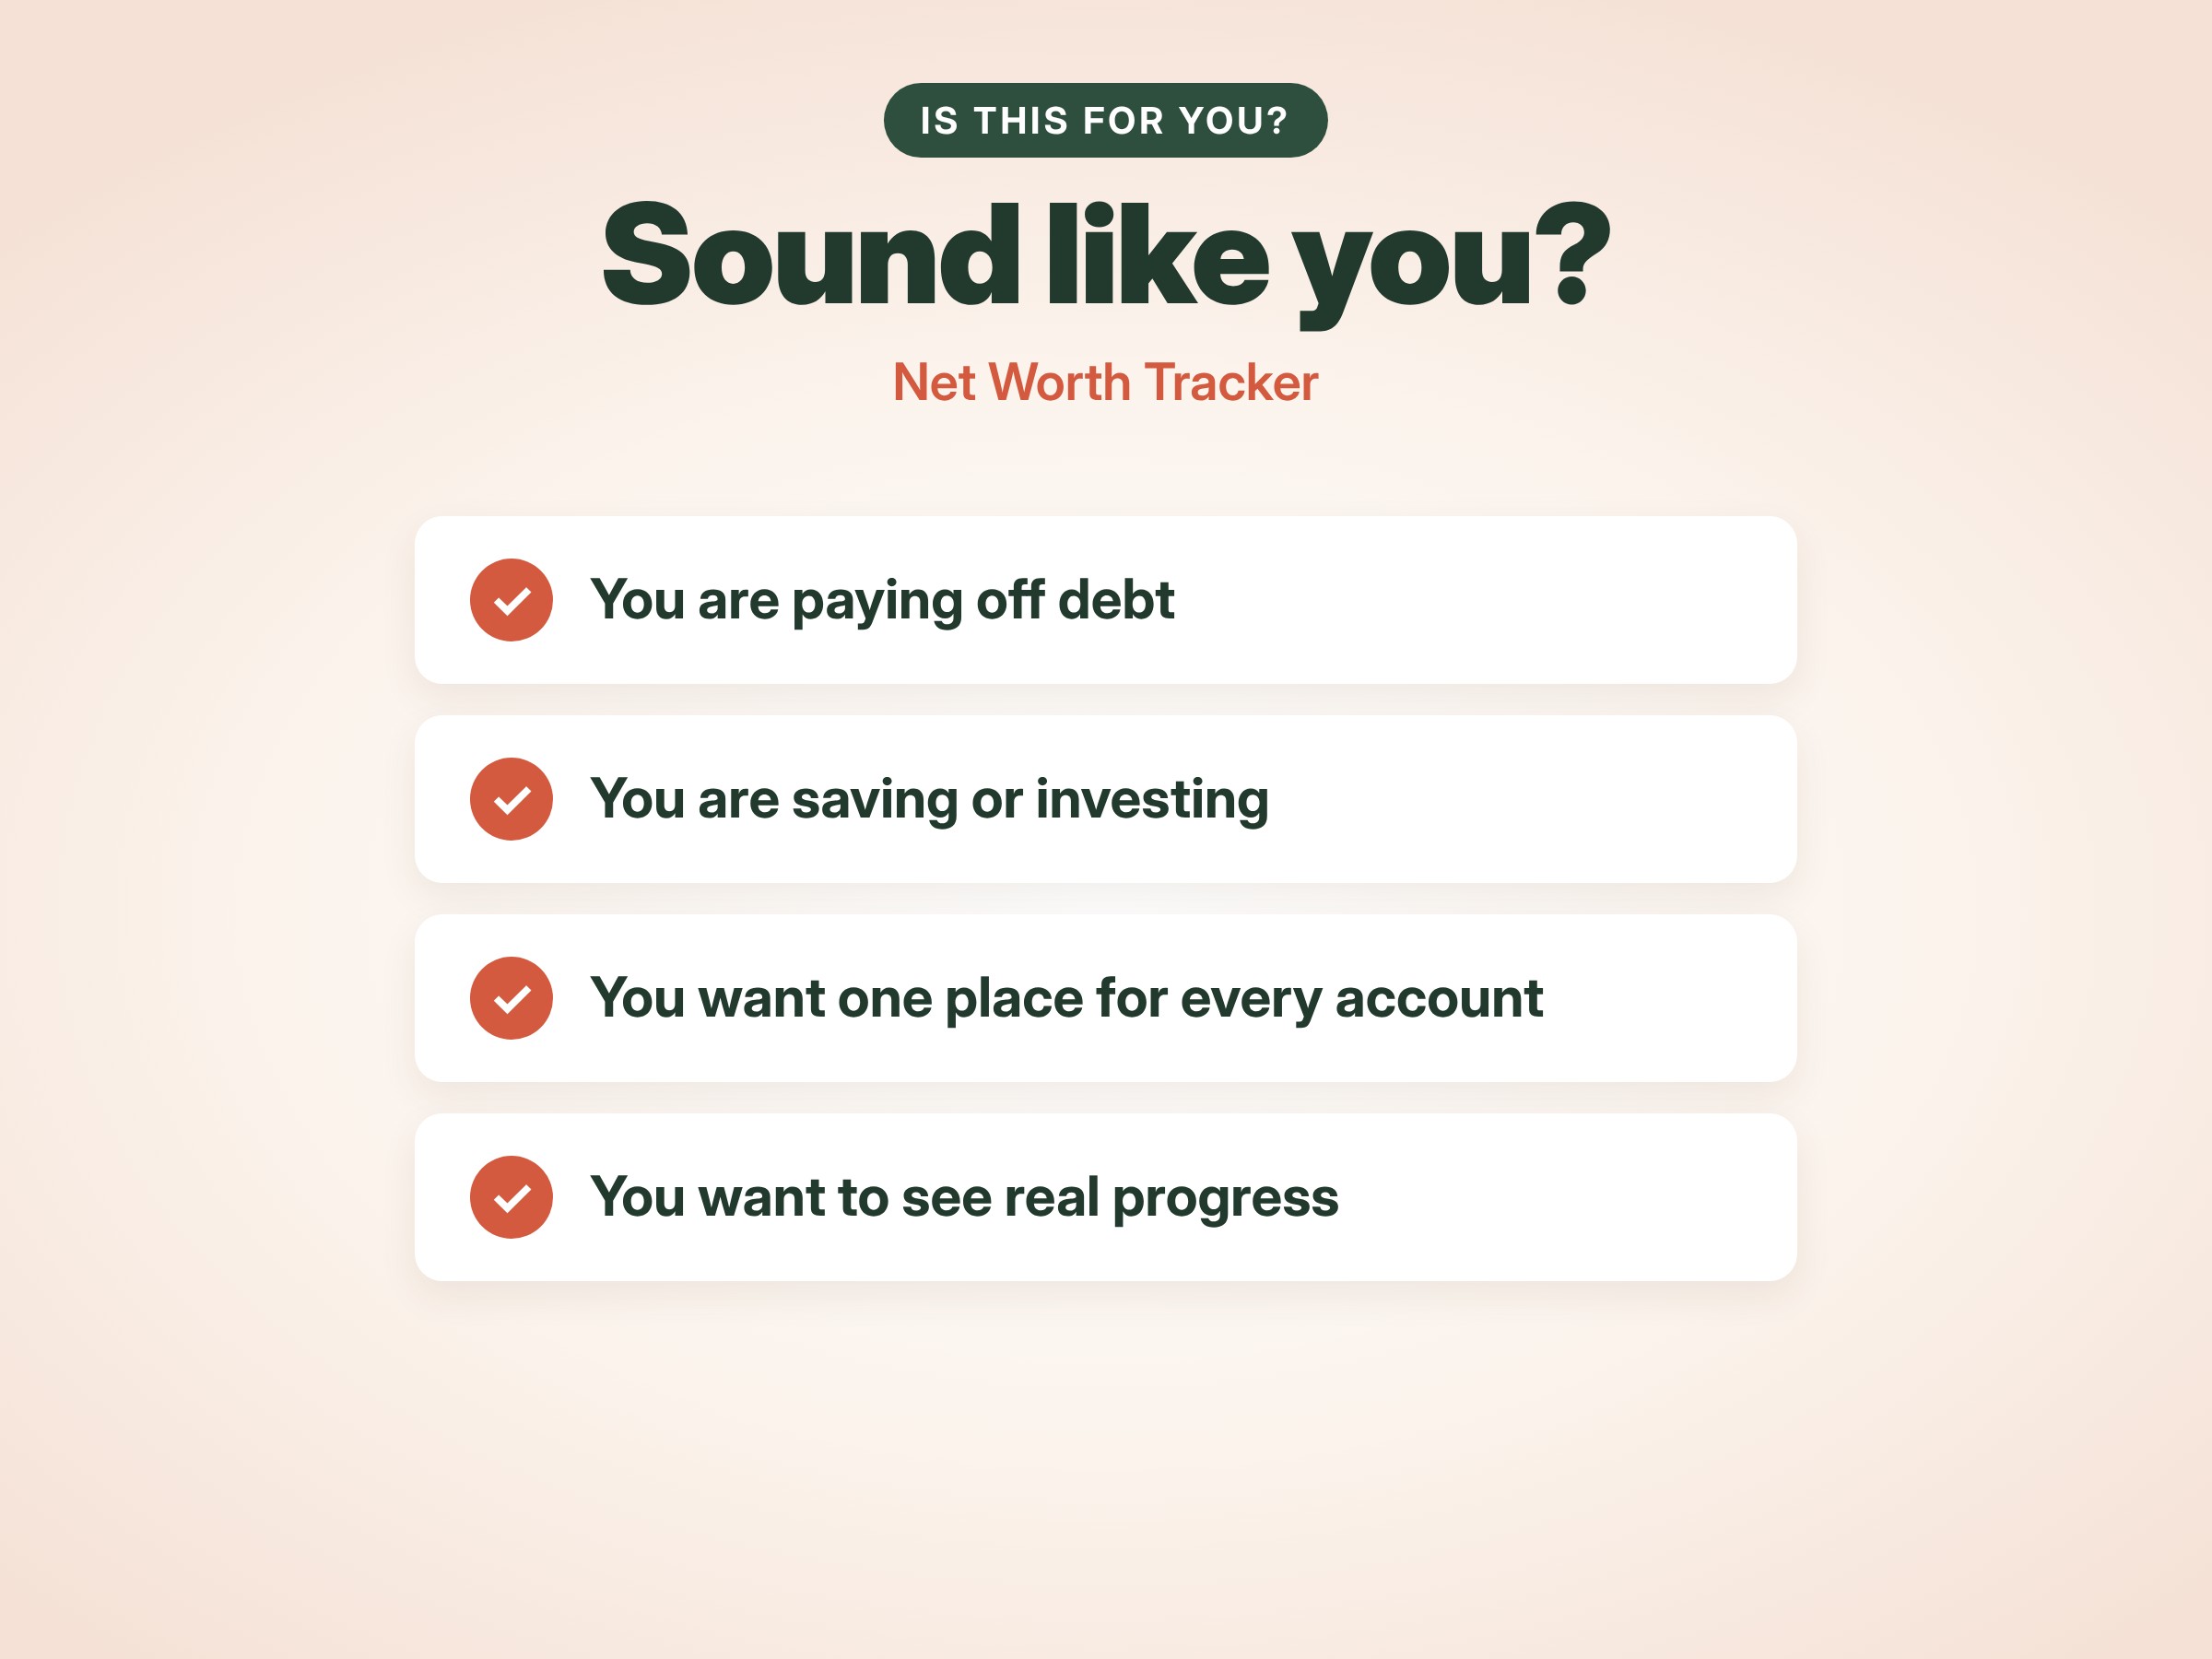 IS THIS FOR YOU?
Sound like you?
Net Worth Tracker
You are paying off debt
You are saving or investing
You want one place for every account
You want to see real progress